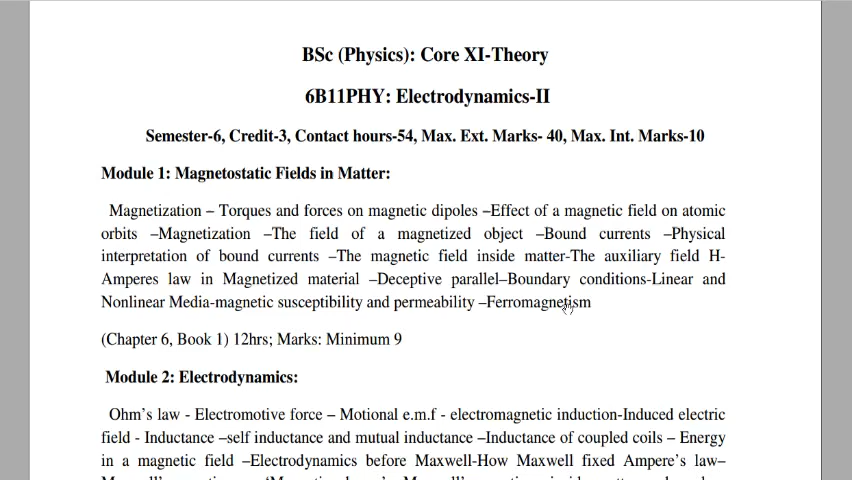 BSc (Physics): Core XI-Theory
6B11PHY: Electrodynamics-II
Semester-6, Credit-3, Contact hours-54, Max. Ext. Marks- 40, Max. Int. Marks-10
Module 1: Magnetostatic Fields in Matter:
Magnetization – Torques and forces on magnetic dipoles –Effect of a magnetic field on atomic
orbits –Magnetization –The field of a magnetized object –Bound currents –Physical
interpretation of bound currents –The magnetic field inside matter-The auxiliary field H-
Amperes law in Magnetized material –Deceptive parallel–Boundary conditions-Linear and
Nonlinear Media-magnetic susceptibility and permeability –Ferromagnetism
(Chapter 6, Book 1) 12hrs; Marks: Minimum 9
Module 2: Electrodynamics:
Ohm's law - Electromotive force – Motional e.m.f - electromagnetic induction-Induced electric
field - Inductance –self inductance and mutual inductance –Inductance of coupled coils – Energy
in a magnetic field –Electrodynamics before Maxwell-How Maxwell fixed Ampere's law–